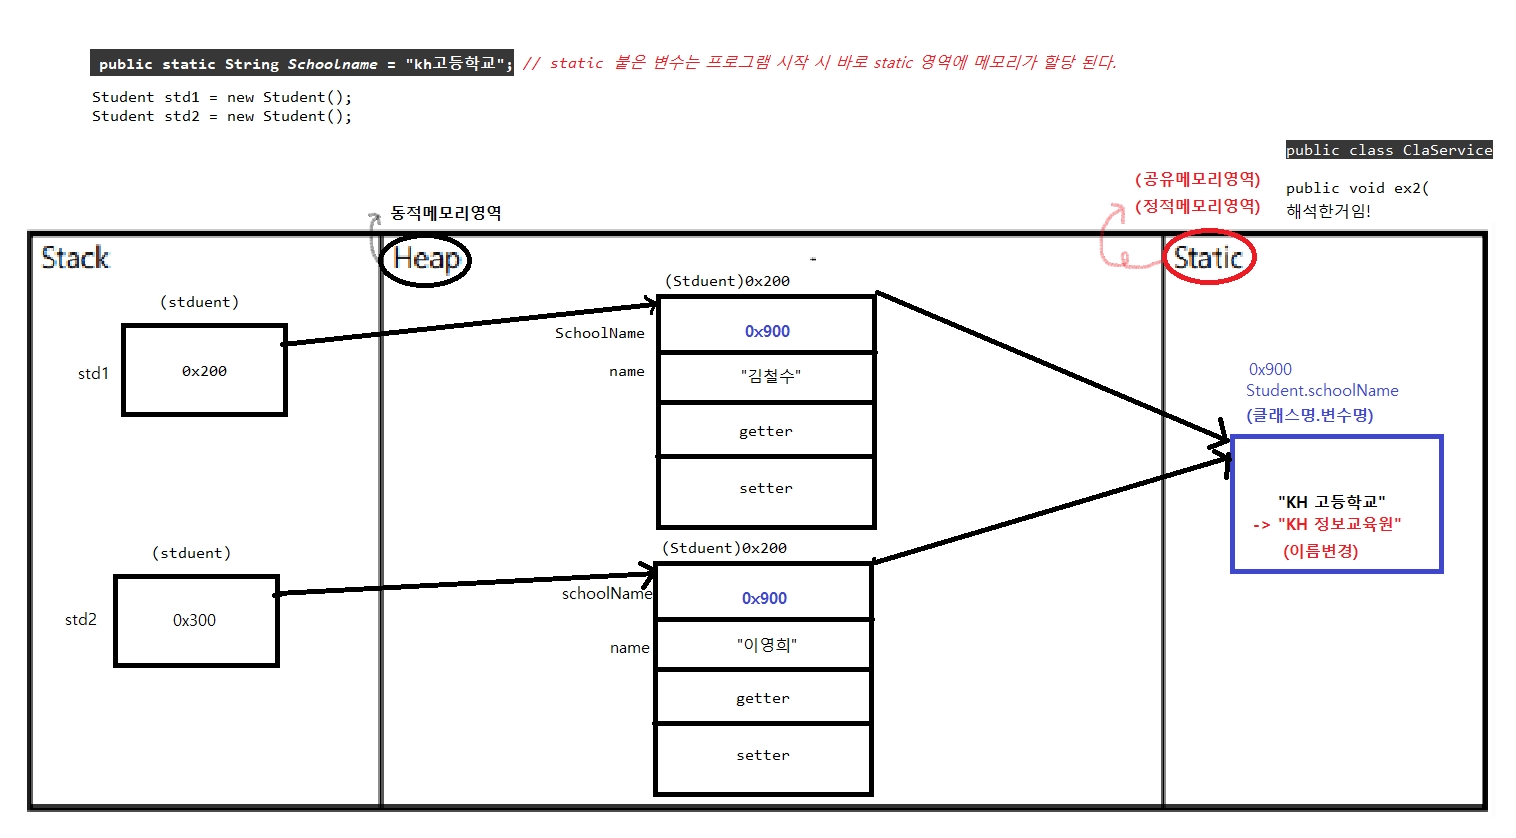 public static String Schoolname = "kh고등학교"; // static 붙은 변수는 프로그램 시작 시 바로 static 영역에 메모리가 할당 된다.
Student std1 = new Student();
Student std2 = new Student();
public class ClaService
public void ex2(
해석한거임!
(공유메모리영역)
(정적메모리영역)
동적메모리영역
Stack
Heap
Static
(stduent)
std1
0x200
(Stduent)0x200
SchoolName
0x900
name
"김철수"
getter
setter
0x900
Student.schoolName
(클래스명.변수명)
"KH 고등학교"
-> "KH 정보교육원"
(이름변경)
(stduent)
std2
0x300
(Stduent)0x200
schoolName
0x900
name
"이영희"
getter
setter